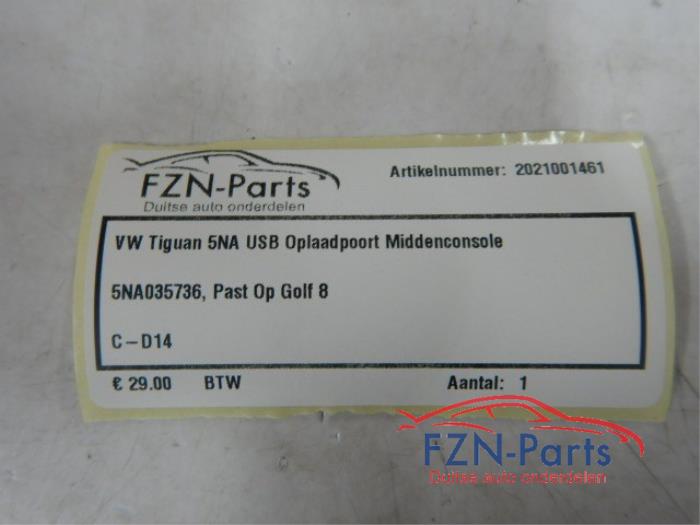 FZN-Parts
Duitse auto onderdelen
Artikelnummer: 2021001461
VW Tiguan 5NA USB Oplaadpoort Middenconsole
5NA035736, Past Op Golf 8
C-D14
€ 29.00 BTW Aantal: 1
FZN-Parts
Duitse auto onderdelen